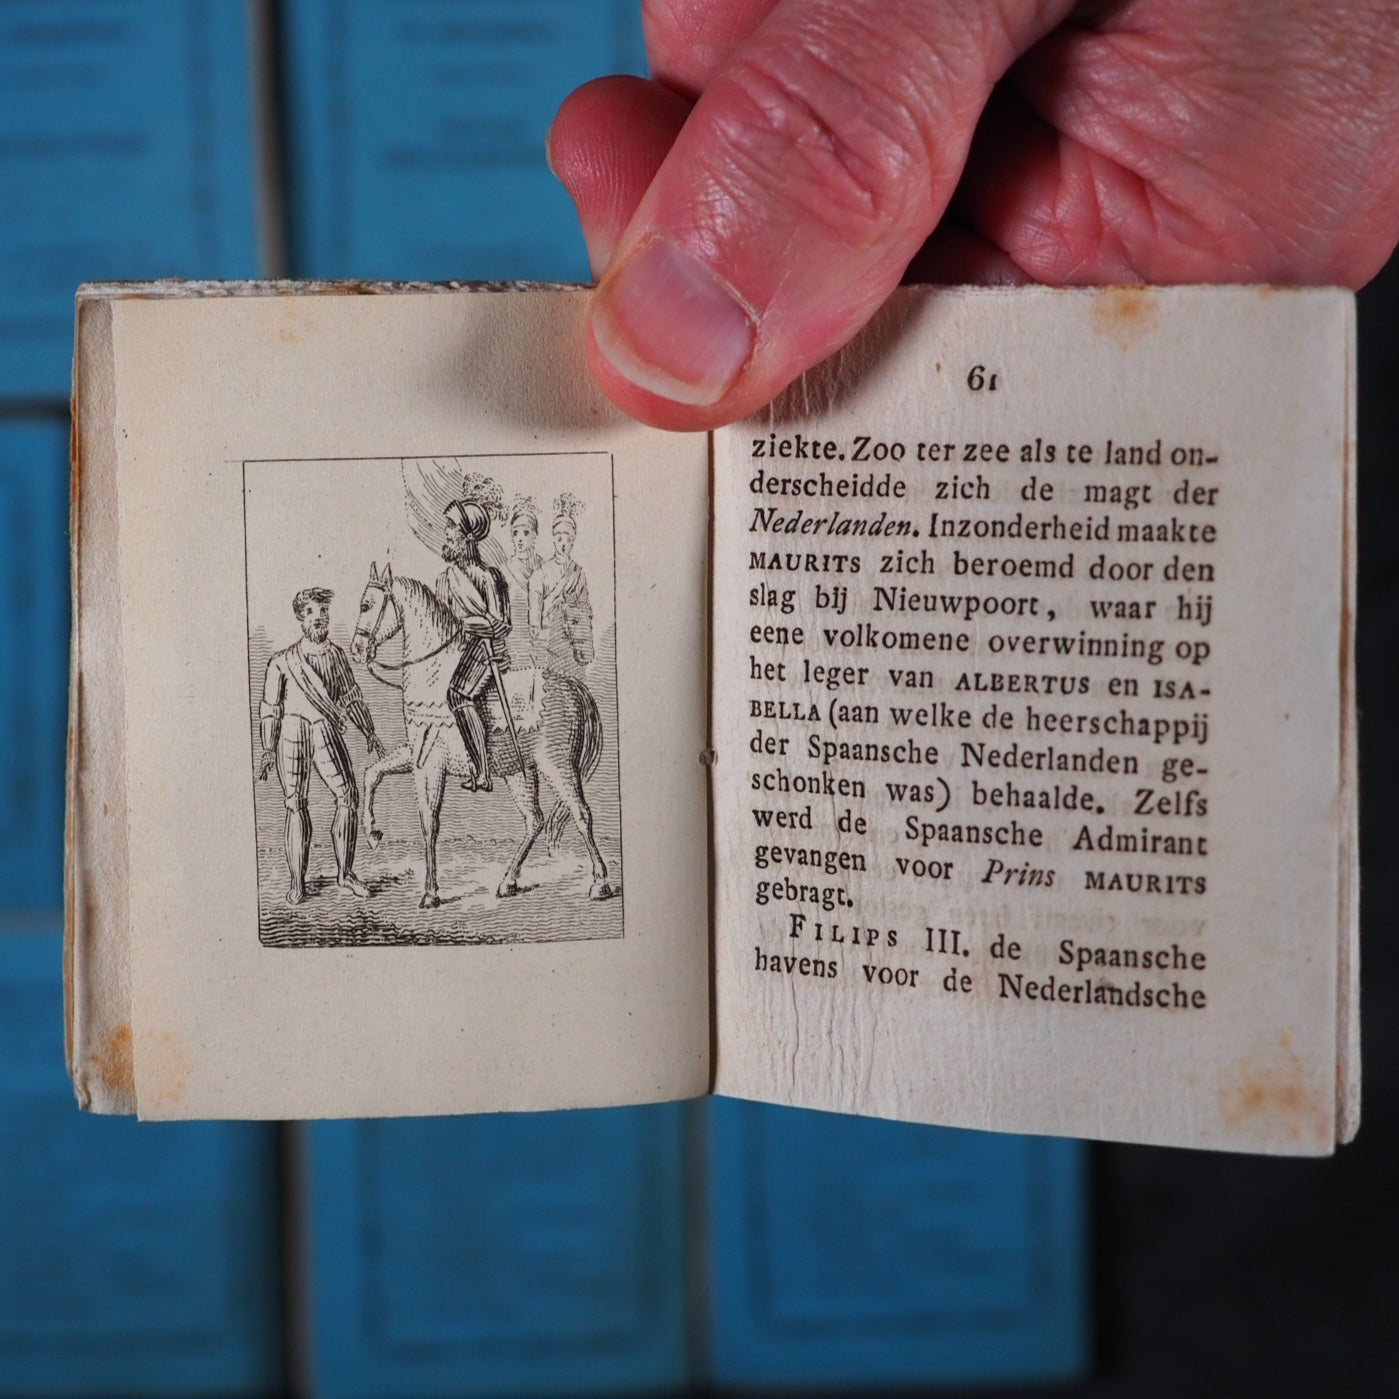 61
ziekte. Zoo ter zee als te land on-
derscheidde zich de magt der
Nederlanden. Inzonderheid maakte
MAURITS zich beroemd door den
slag bij Nieuwpoort, waar hij
eene volkomene overwinning op
het leger van ALBERTUS en ISA-
BELLA (aan welke de heerschappij
der Spaansche Nederlanden ge-
schonken was) behaalde. Zelfs
werd de Spaansche Admirant
gevangen voor Prins MAURITS
gebragt.
FILIPS III. de Spaansche
havens voor de Nederlandsche